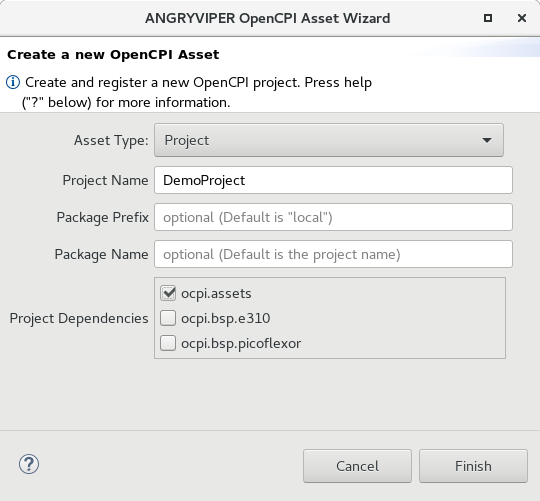 ANGRYVIPER OpenCPI Asset Wizard
Create a new OpenCPI Asset
Create and register a new OpenCPI project. Press help
("?" below) for more information.
Asset Type: Project
Project Name DemoProject
Package Prefix optional (Default is "local")
Package Name optional (Default is the project name)
Project Dependencies
ocpi.assets
ocpi.bsp.e310
ocpi.bsp.picoflexor
? Cancel Finish